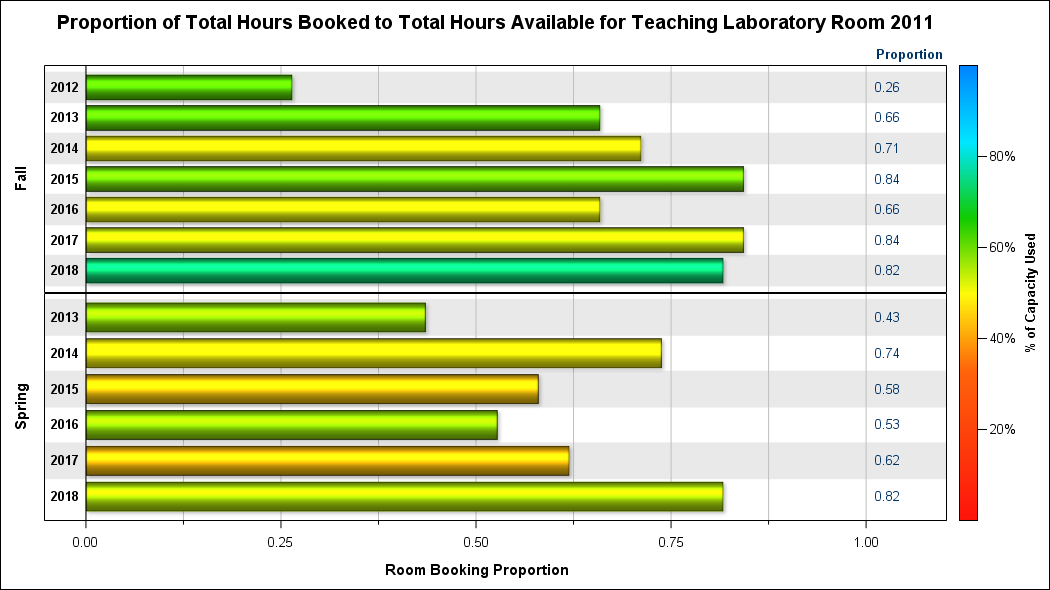 Proportion of Total Hours Booked to Total Hours Available for Teaching Laboratory Room 2011
Proportion
Fall
2012 0.26
2013 0.66
2014 0.71
2015 0.84
2016 0.66
2017 0.84
2018 0.82
Spring
2013 0.43
2014 0.74
2015 0.58
2016 0.53
2017 0.62
2018 0.82
0.00 0.25 0.50 0.75 1.00
Room Booking Proportion
80%
60%
40%
20%
% of Capacity Used